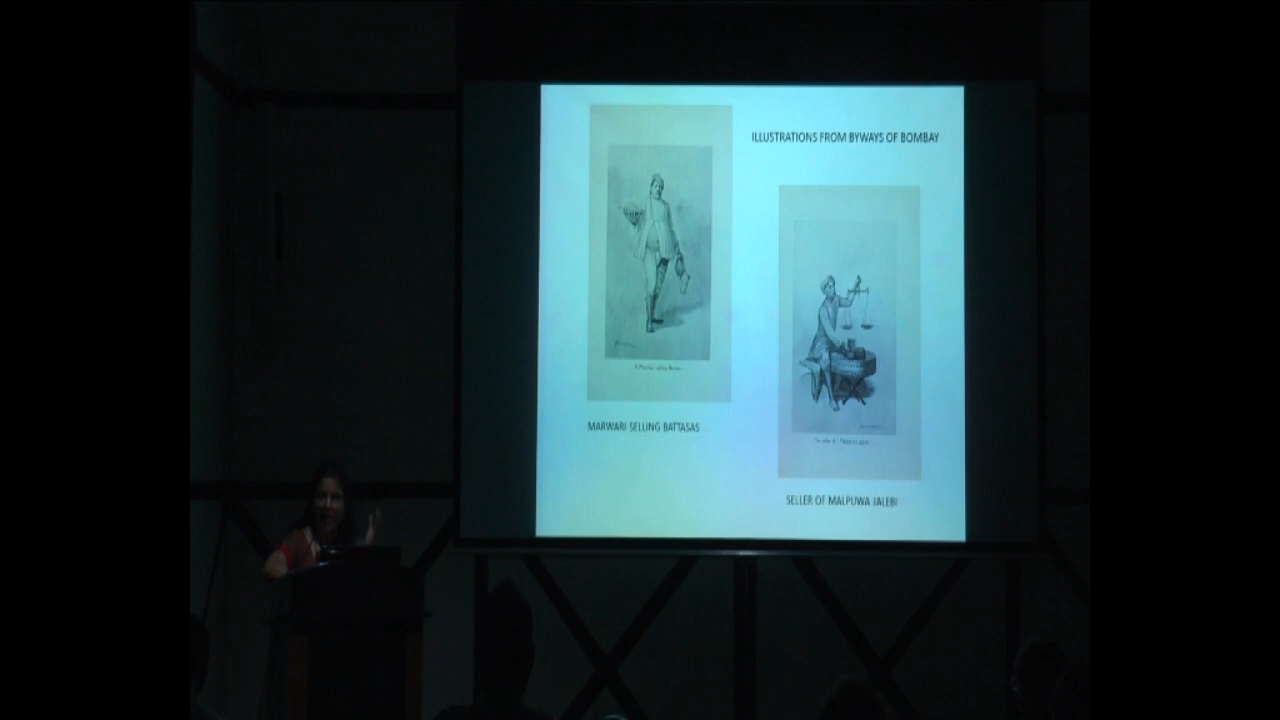 ILLUSTRATIONS FROM BYWAYS OF BOMBAY
MARWARI SELLING BATTASAS
SELLER OF MALPUWA JALEBI